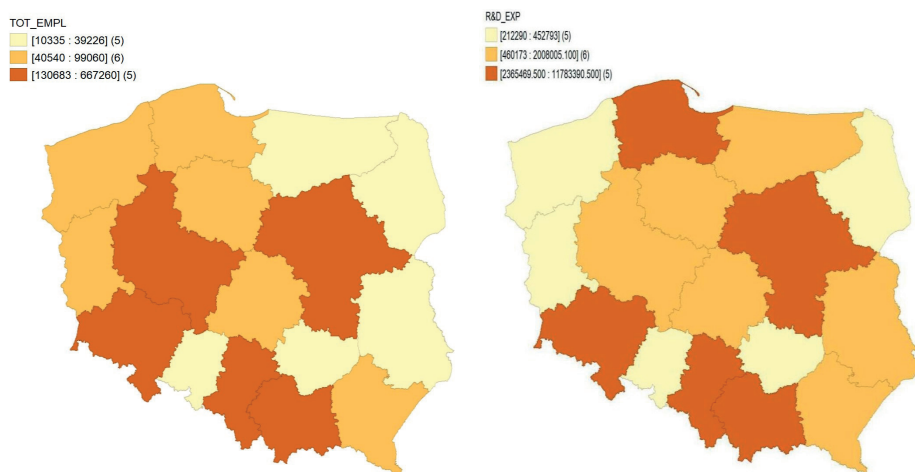 TOT_EMPL
[10335 : 39226] (5)
[40540 : 99060] (6)
[130683 : 667260] (5)
R&D_EXP
[212290 : 452793] (5)
[460173 : 2008005.100] (6)
[2365469.500 : 11783390.500] (5)